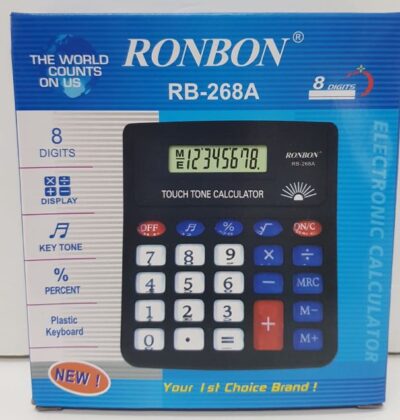 THE WORLD
COUNTS
ON US
RONBON®
RB-268A
8 DIGITS
8
DIGITS
DISPLAY
KEY TONE
%
PERCENT
Plastic
Keyboard
NEW !
M
E
12345678.
RONBON
RB-268A
TOUCH TONE CALCULATOR
OFF % √ ON/C
7 8 9 × ÷
4 5 6 - MRC
1 2 3 + M-
0 . = M+
ELECTRONIC CALCULATOR
Your 1st Choice Brand !